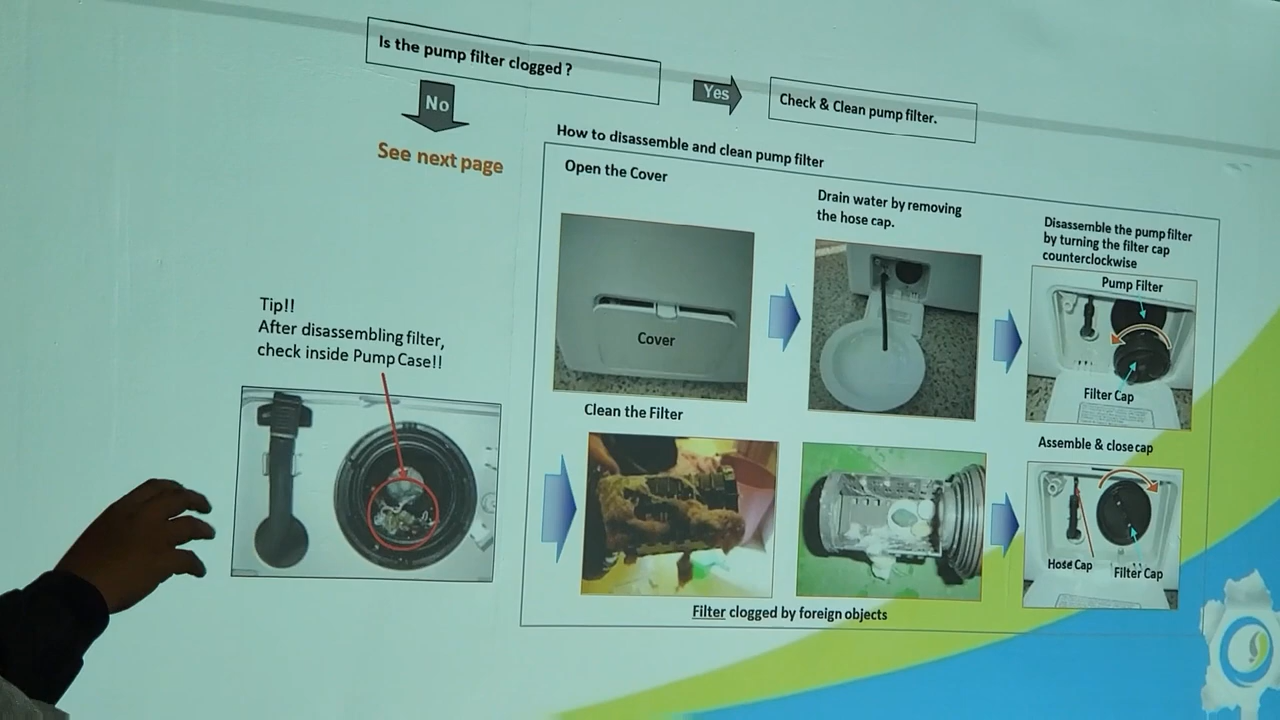 Is the pump filter clogged ?
Yes
Check & Clean pump filter.
No
See next page
How to disassemble and clean pump filter
Open the Cover
Drain water by removing
the hose cap.
Disassemble the pump filter
by turning the filter cap
counterclockwise
Pump Filter
Cover
Filter Cap
Tip!!
After disassembling filter,
check inside Pump Case!!
Clean the Filter
Assemble & close cap
Hose Cap
Filter Cap
Filter clogged by foreign objects